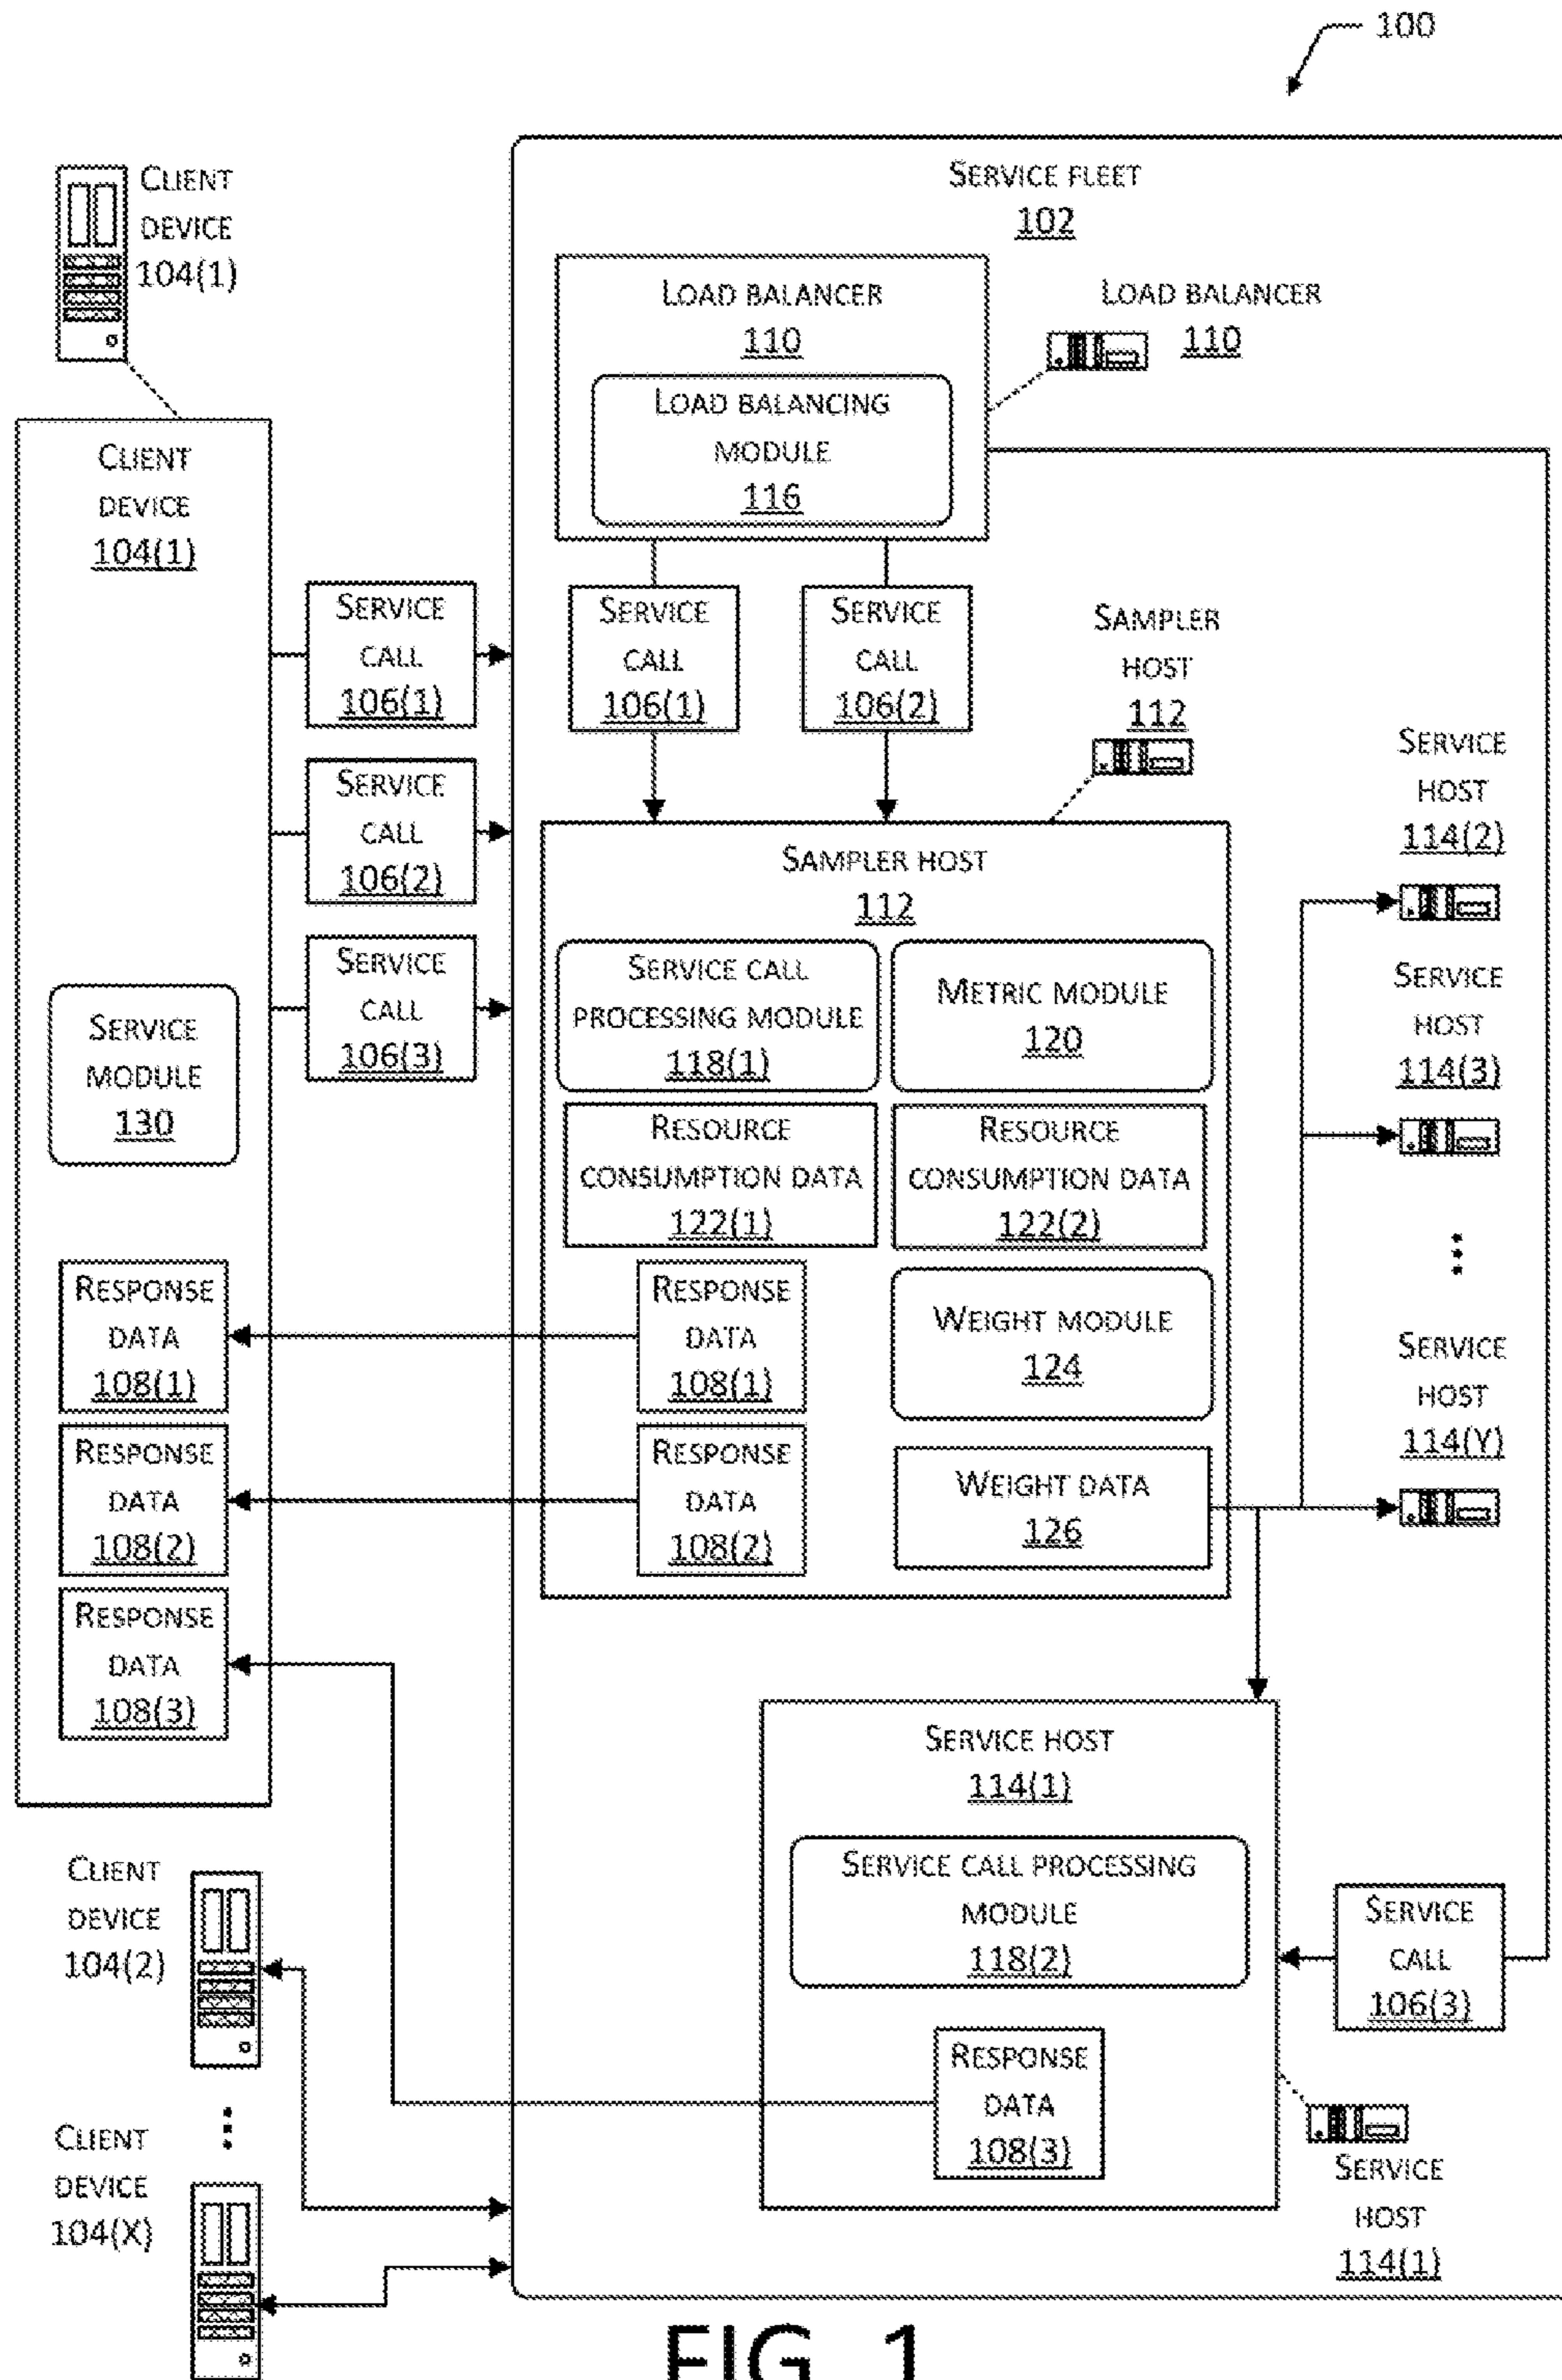 100
CLIENT
DEVICE
104(1)
SERVICE FLEET
102
LOAD BALANCER
110
LOAD BALANCER
110
LOAD BALANCING
MODULE
116
CLIENT
DEVICE
104(1)
SERVICE
CALL
106(1)
SERVICE
CALL
106(2)
SERVICE
CALL
106(3)
SERVICE
CALL
106(1)
SERVICE
CALL
106(2)
SAMPLER
HOST
112
SERVICE
HOST
114(2)
SERVICE
HOST
114(3)
SERVICE
HOST
114(Y)
SAMPLER HOST
112
SERVICE CALL
PROCESSING MODULE
118(1)
METRIC MODULE
120
RESOURCE
CONSUMPTION DATA
122(1)
RESOURCE
CONSUMPTION DATA
122(2)
SERVICE
MODULE
130
RESPONSE
DATA
108(1)
RESPONSE
DATA
108(2)
RESPONSE
DATA
108(3)
RESPONSE
DATA
108(1)
RESPONSE
DATA
108(2)
WEIGHT MODULE
124
WEIGHT DATA
126
SERVICE HOST
114(1)
SERVICE CALL PROCESSING
MODULE
118(2)
RESPONSE
DATA
108(3)
SERVICE
CALL
106(3)
SERVICE
HOST
114(1)
CLIENT
DEVICE
104(2)
CLIENT
DEVICE
104(X)
FIG. 1